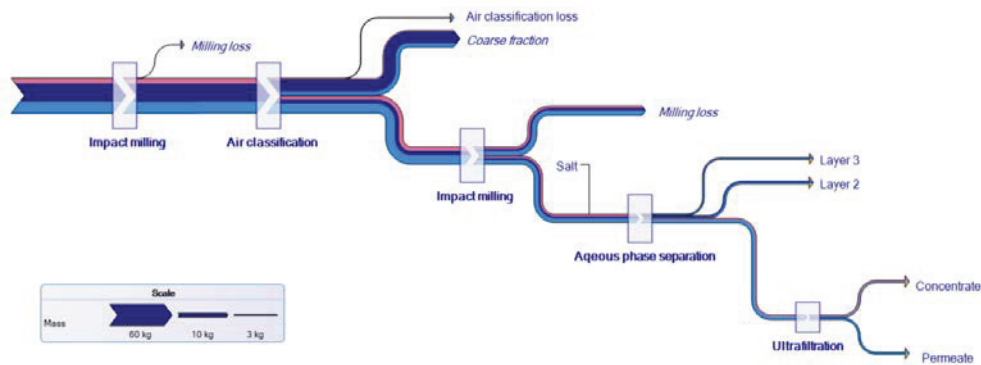 Air classification loss
Milling loss
Coarse fraction
Impact milling
Air classification
Milling loss
Salt
Layer 3
Layer 2
Impact milling
Aqeous phase separation
Concentrate
Scale
Mass
60 kg
10 kg
3 kg
Ultrafiltration
Permeate